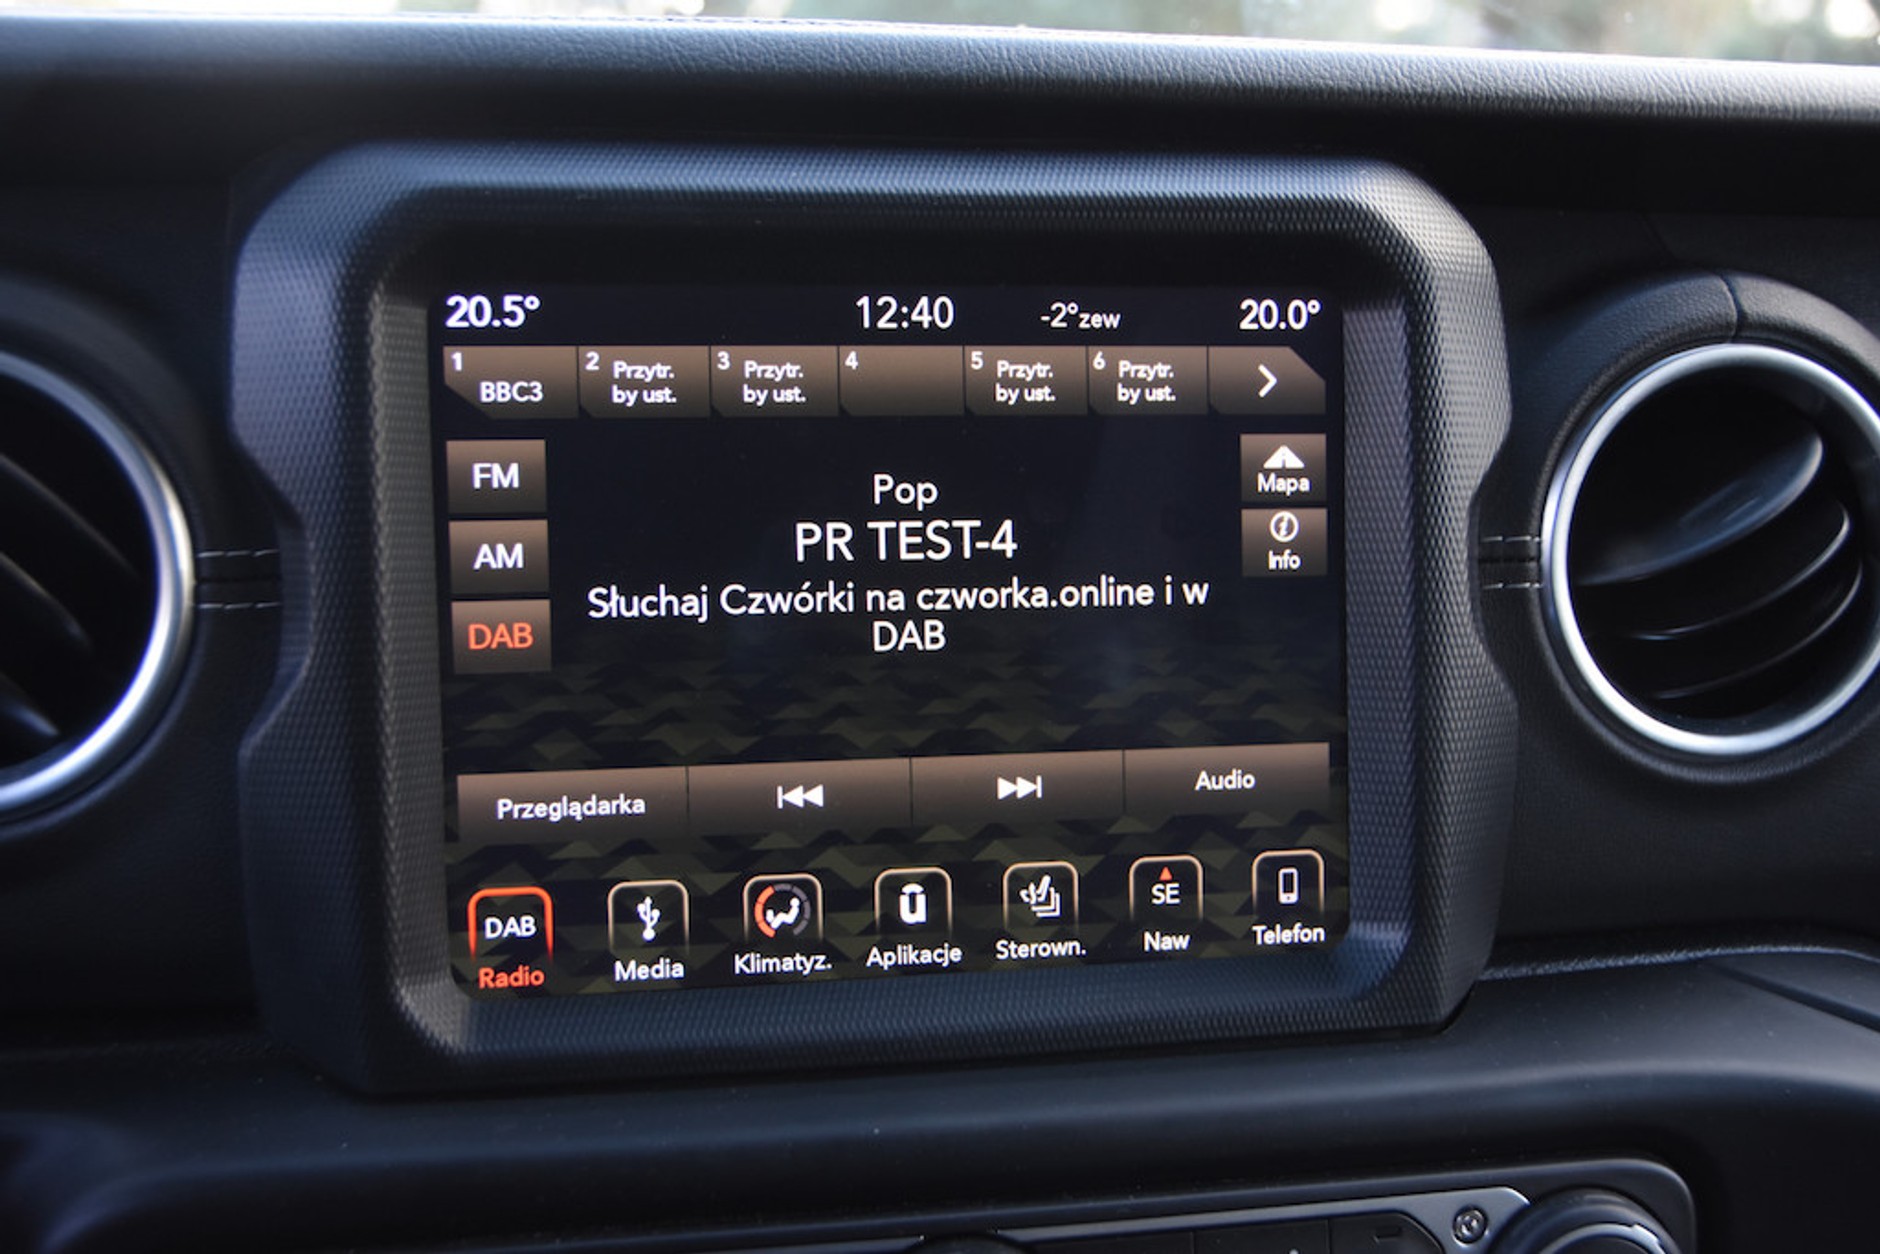 20.5° 12:40 -2°zew 20.0°
1 BBC3
2 Przytr.
by ust.
3 Przytr.
by ust.
4
5 Przytr.
by ust.
6 Przytr.
by ust.
FM
AM
DAB
Pop
PR TEST-4
Słuchaj Czwórki na czworka.online i w
DAB
Mapa
i
Info
Przeglądarka
Audio
DAB
Radio
Media
Klimatyz.
ū
Aplikacje
Sterown.
SE
Naw
Telefon